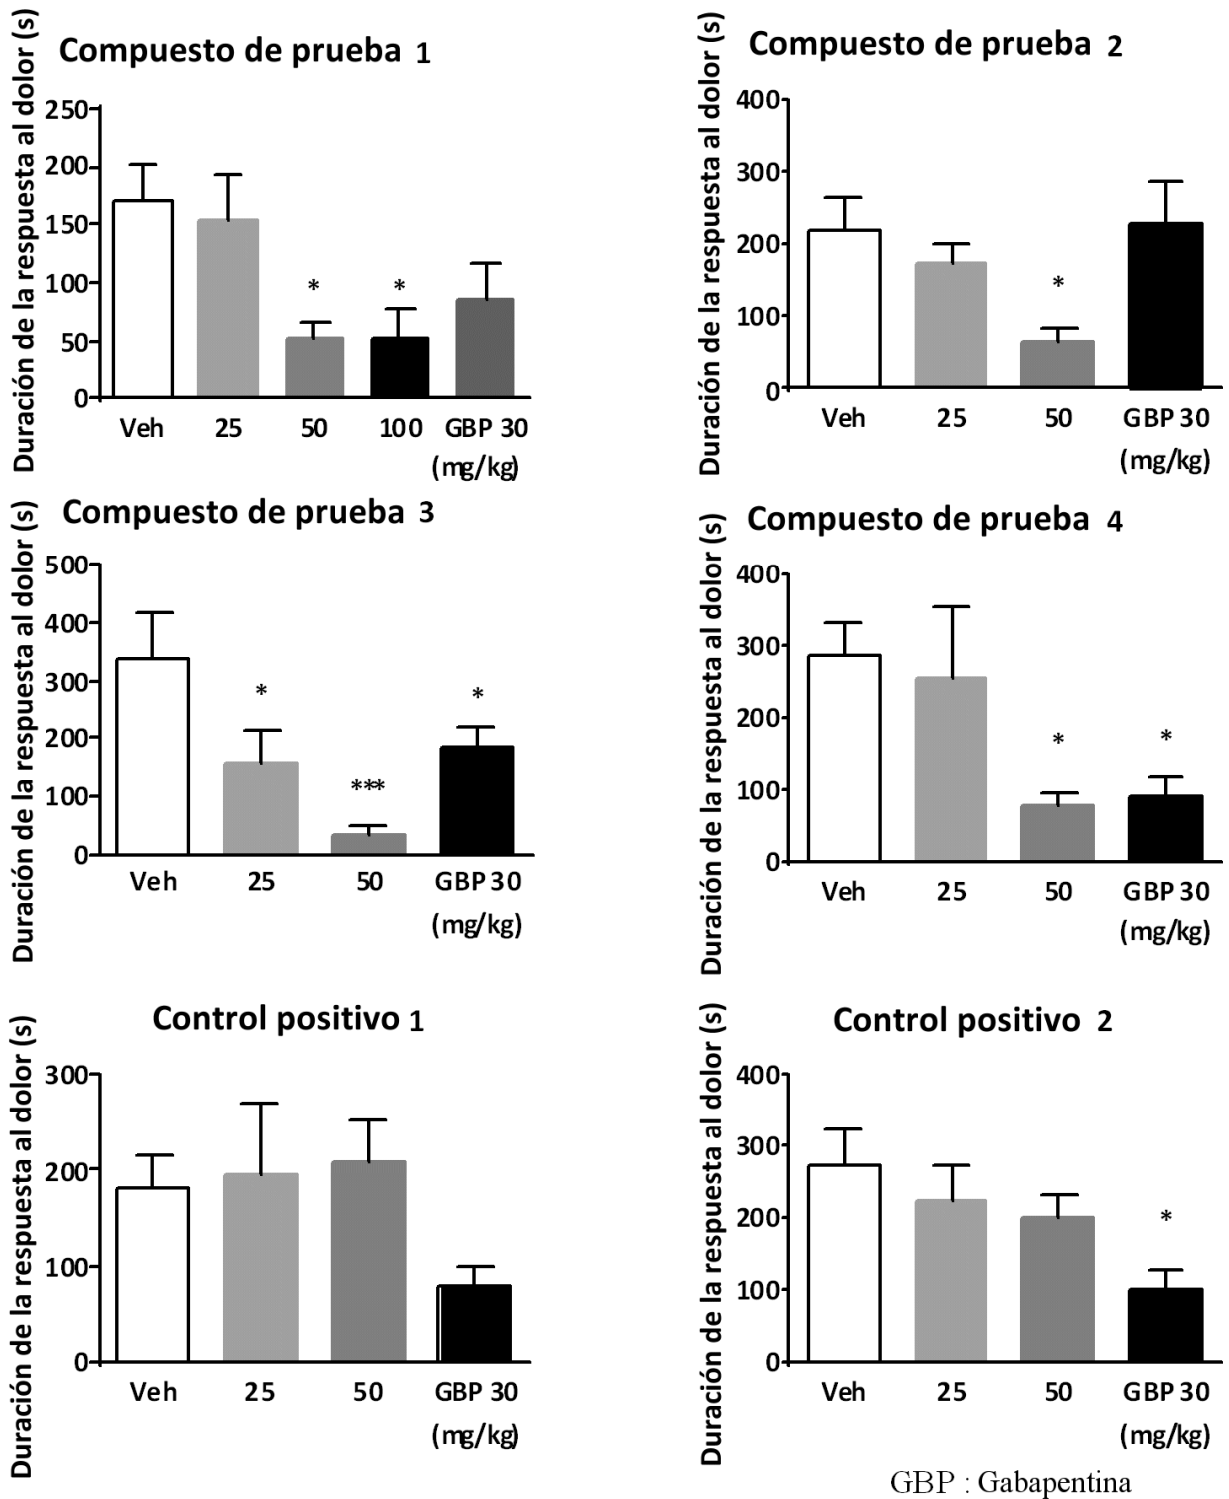 Compuesto de prueba 1
Duración de la respuesta al dolor (s)
250
200
150
100
50
0
* *
Veh 25 50 100 GBP 30
(mg/kg)
Compuesto de prueba 2
Duración de la respuesta al dolor (s)
400
300
200
100
0
*
Veh 25 50 GBP 30
(mg/kg)
Compuesto de prueba 3
Duración de la respuesta al dolor (s)
500
400
300
200
100
0
* *** *
Veh 25 50 GBP 30
(mg/kg)
Compuesto de prueba 4
Duración de la respuesta al dolor (s)
400
300
200
100
0
* *
Veh 25 50 GBP 30
(mg/kg)
Control positivo 1
Duración de la respuesta al dolor (s)
300
200
100
0
Veh 25 50 GBP 30
(mg/kg)
Control positivo 2
Duración de la respuesta al dolor (s)
400
300
200
100
0
*
Veh 25 50 GBP 30
(mg/kg)
GBP : Gabapentina